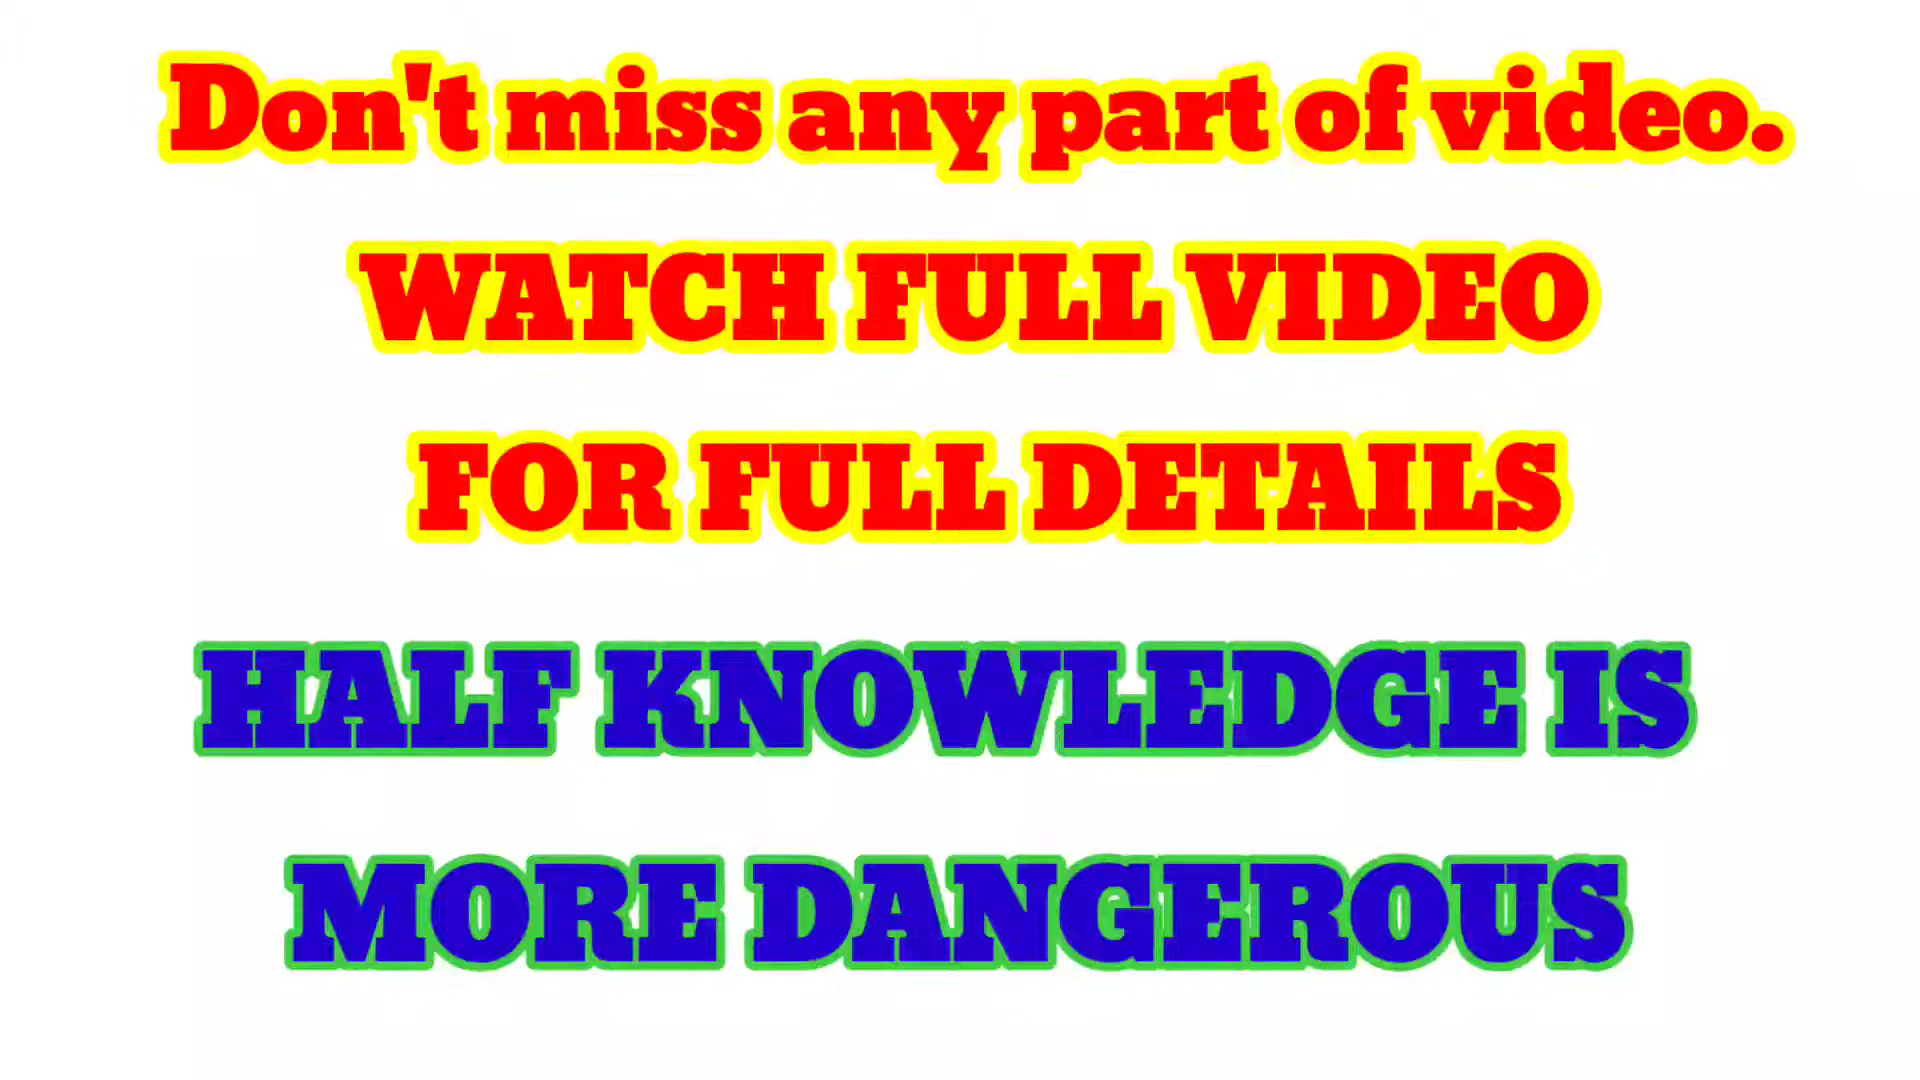 Don't miss any part of video.
WATCH FULL VIDEO
FOR FULL DETAILS
HALF KNOWLEDGE IS
MORE DANGEROUS